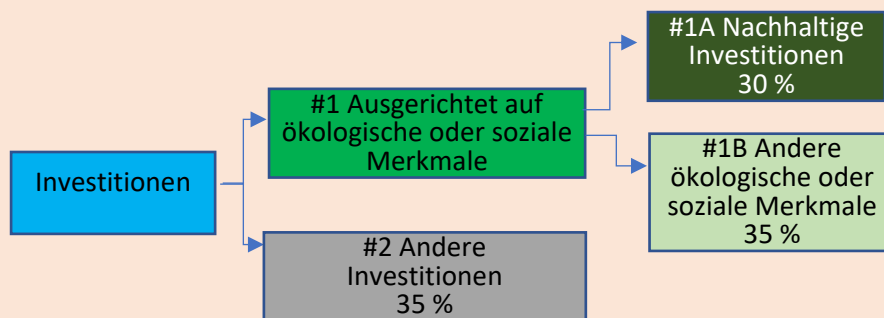 Investitionen
#1 Ausgerichtet auf
ökologische oder soziale
Merkmale
#2 Andere
Investitionen
35 %
#1A Nachhaltige
Investitionen
30 %
#1B Andere
ökologische oder
soziale Merkmale
35 %